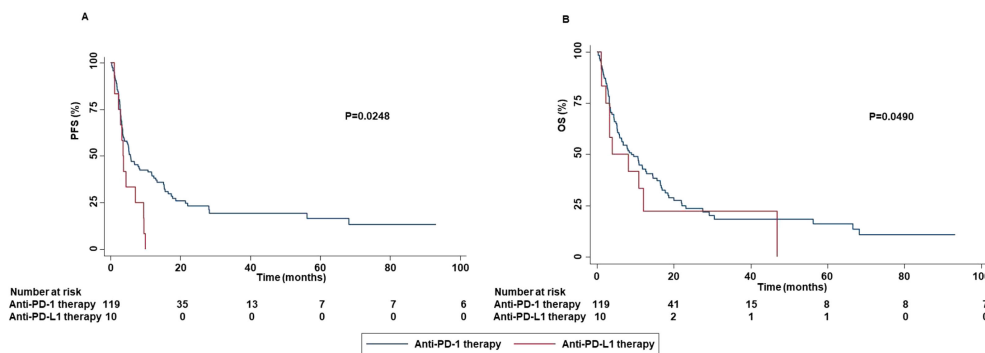 A
100
75
50
25
0
PFS (%)
P=0.0248
0 20 40 60 80 100
Time (months)
Number at risk
Anti-PD-1 therapy 119 35 13 7 7 6
Anti-PD-L1 therapy 10 0 0 0 0 0
B
100
75
50
25
0
OS (%)
P=0.0490
0 20 40 60 80 100
Time (months)
Number at risk
Anti-PD-1 therapy 119 41 15 8 8 7
Anti-PD-L1 therapy 10 2 1 1 0 0
Anti-PD-1 therapy Anti-PD-L1 therapy